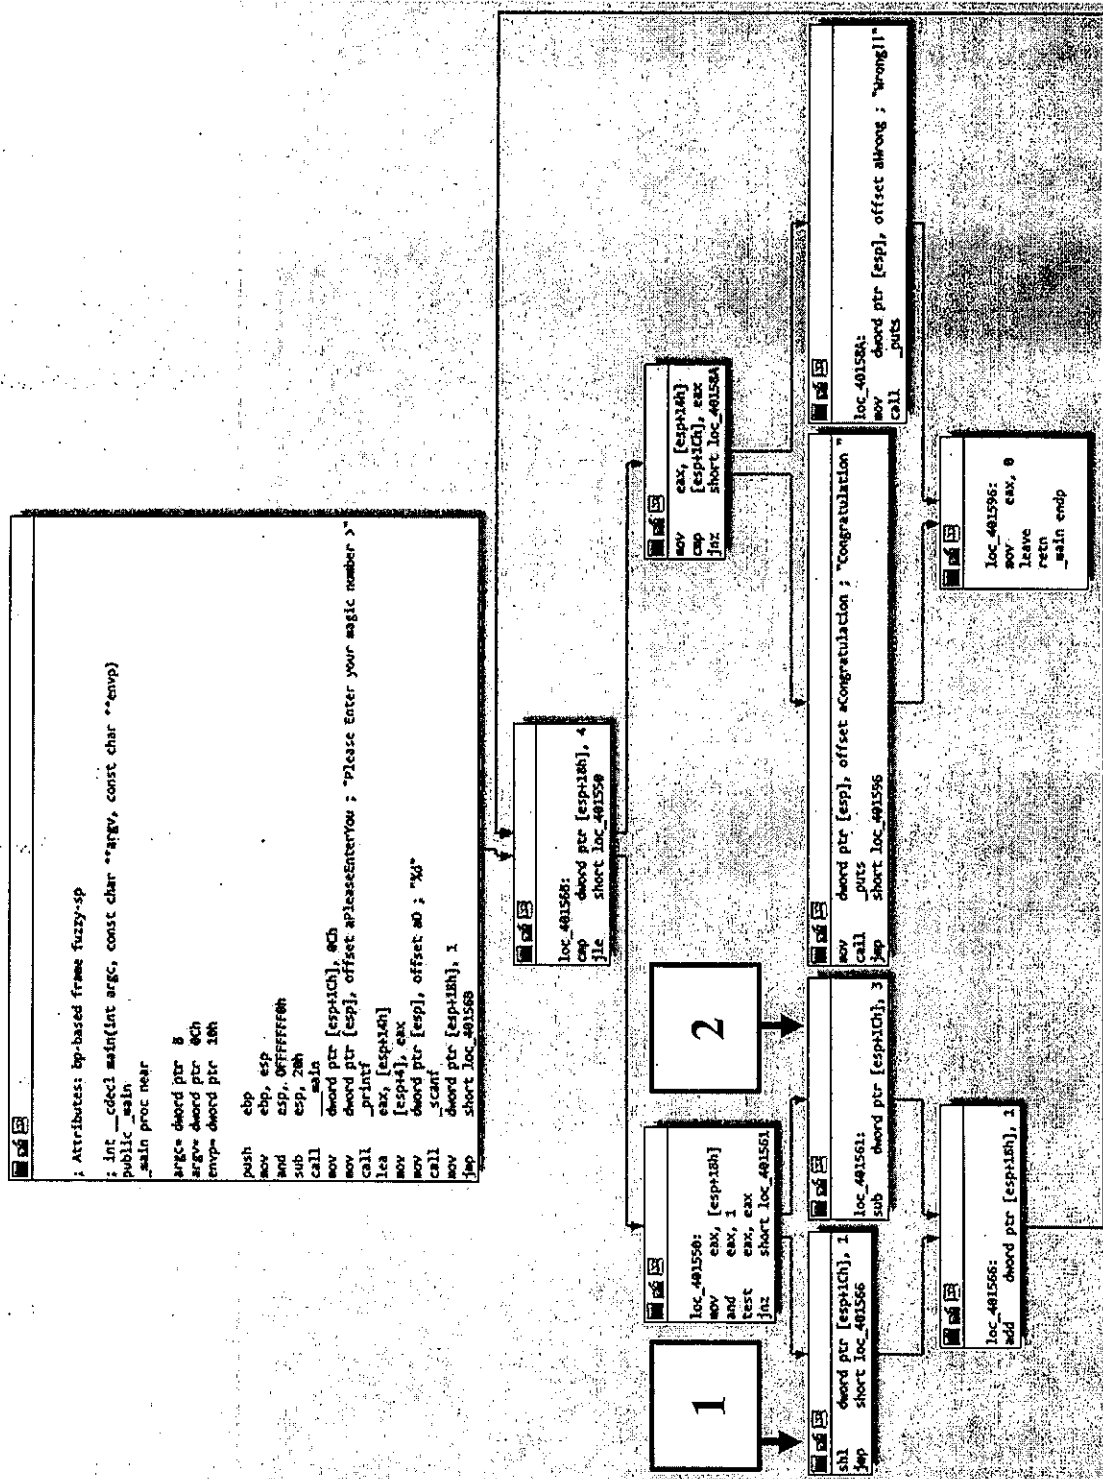 ; Attributes: bp-based frame fuzzy-sp
; int __cdecl main(int argc, const char **argv, const char **envp)
public _main
_main proc near
argc= dword ptr 8
argv= dword ptr 0Ch
envp= dword ptr 10h
push ebp
mov ebp, esp
and esp, 0FFFFFFF0h
sub esp, 20h
call ___main
mov dword ptr [esp+1Ch], 0Ch
mov dword ptr [esp], offset aPleaseEnterYou ; "Please Enter your magic number >"
call _printf
lea eax, [esp+14h]
mov [esp+4], eax
mov dword ptr [esp], offset aD ; "%d"
call _scanf
mov dword ptr [esp+18h], 1
jmp short loc_40156B
loc_40156B:
cmp dword ptr [esp+18h], 4
jle short loc_401550
1
loc_401550:
mov eax, [esp+18h]
and eax, 1
test eax, eax
jnz short loc_401561
2
mov eax, [esp+14h]
cmp [esp+1Ch], eax
jnz short loc_40158A
shl dword ptr [esp+1Ch], 1
jmp short loc_401566
loc_401561:
sub dword ptr [esp+1Ch], 3
mov dword ptr [esp], offset aCongratulation ; "Congratulation "
call _puts
jmp short loc_401596
loc_40158A:
mov dword ptr [esp], offset aWrong ; "Wrong!!"
call _puts
loc_401566:
add dword ptr [esp+18h], 1
loc_401596:
mov eax, 0
leave
retn
_main endp